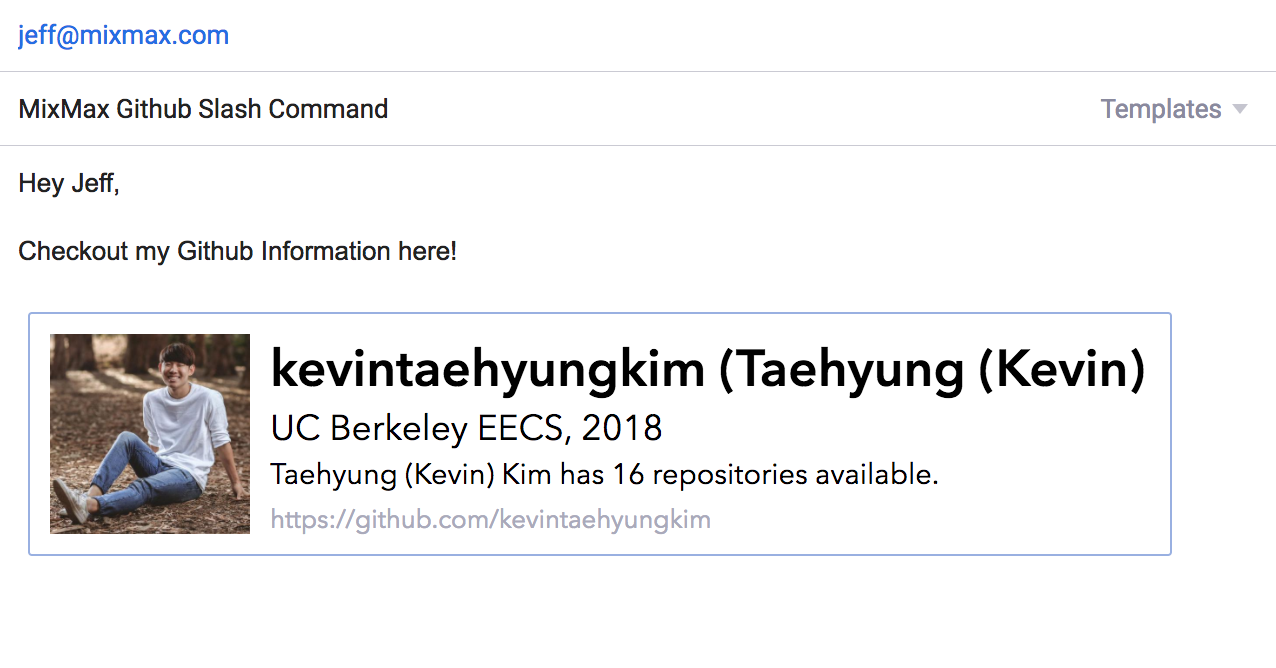 jeff@mixmax.com
MixMax Github Slash Command
Templates
Hey Jeff,
Checkout my Github Information here!
kevintaehyungkim (Taehyung (Kevin)
UC Berkeley EECS, 2018
Taehyung (Kevin) Kim has 16 repositories available.
https://github.com/kevintaehyungkim